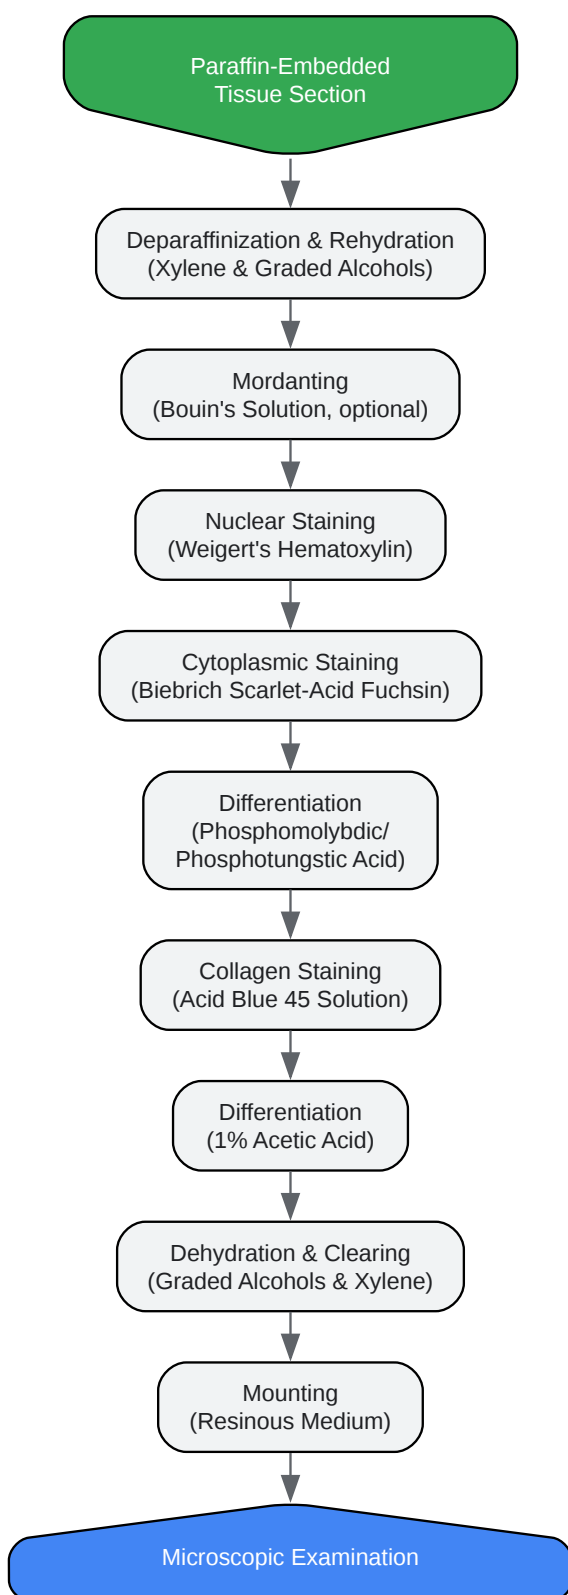 Paraffin-Embedded
Tissue Section
Deparaffinization & Rehydration
(Xylene & Graded Alcohols)
Mordanting
(Bouin's Solution, optional)
Nuclear Staining
(Weigert's Hematoxylin)
Cytoplasmic Staining
(Biebrich Scarlet-Acid Fuchsin)
Differentiation
(Phosphomolybdic/
Phosphotungstic Acid)
Collagen Staining
(Acid Blue 45 Solution)
Differentiation
(1% Acetic Acid)
Dehydration & Clearing
(Graded Alcohols & Xylene)
Mounting
(Resinous Medium)
Microscopic Examination